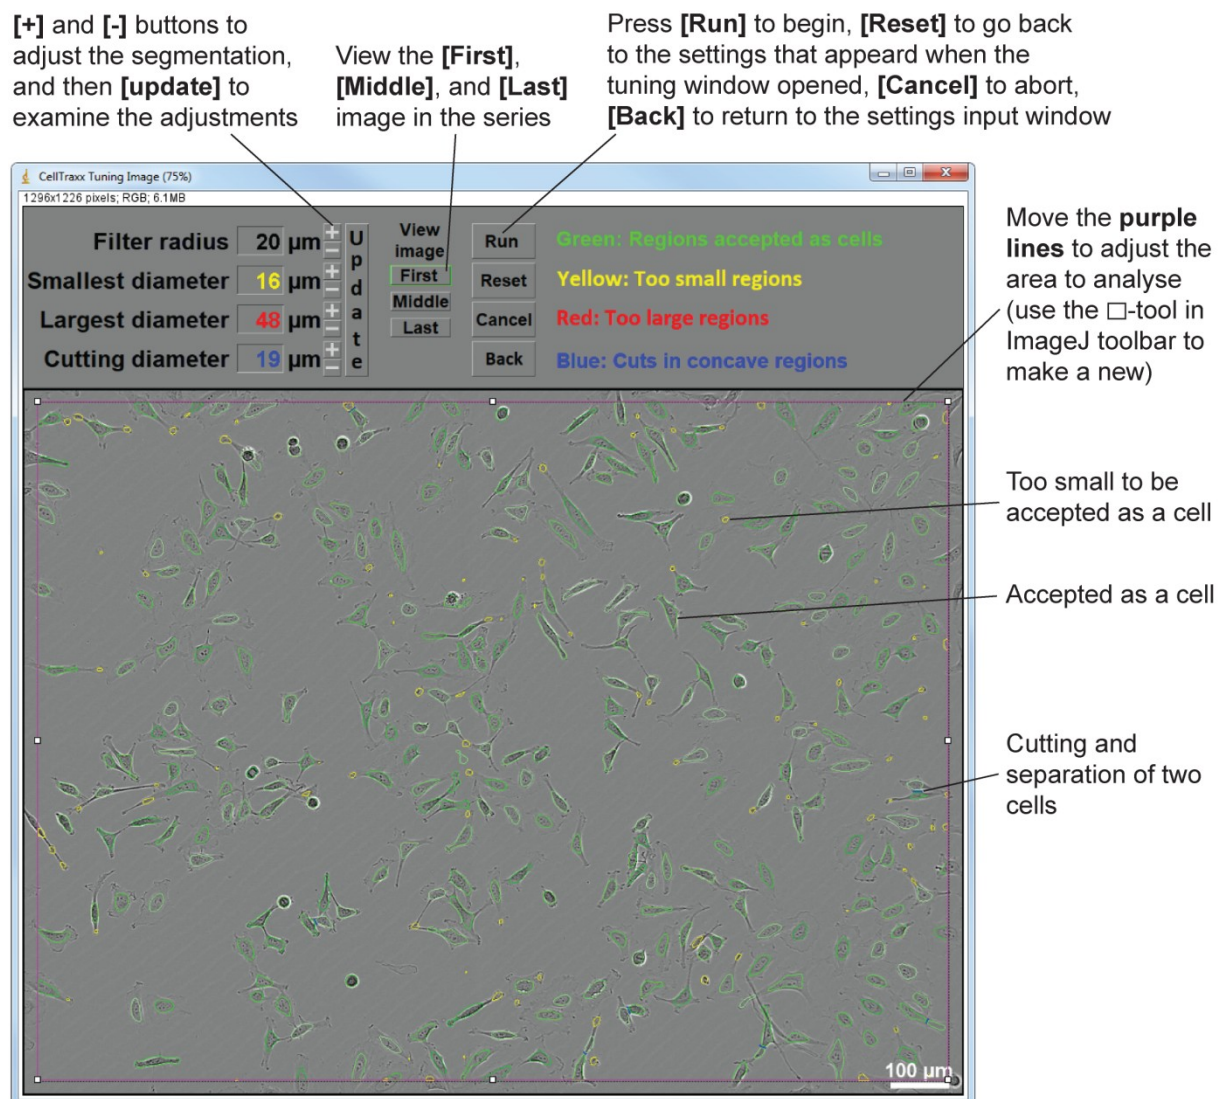 [+] and [-] buttons to
adjust the segmentation,
and then [update] to
examine the adjustments
View the [First],
[Middle], and [Last]
image in the series
Press [Run] to begin, [Reset] to go back
to the settings that appeard when the
tuning window opened, [Cancel] to abort,
[Back] to return to the settings input window
CellTraxx Tuning Image (75%)
1296x1226 pixels; RGB; 6.1MB
Filter radius 20 µm + −
Smallest diameter 16 µm + −
Largest diameter 48 µm + −
Cutting diameter 19 µm + −
Update
View
image
First
Middle
Last
Run
Reset
Cancel
Back
Green: Regions accepted as cells
Yellow: Too small regions
Red: Too large regions
Blue: Cuts in concave regions
Move the purple
lines to adjust the
area to analyse
(use the □-tool in
ImageJ toolbar to
make a new)
Too small to be
accepted as a cell
Accepted as a cell
Cutting and
separation of two
cells
100 µm